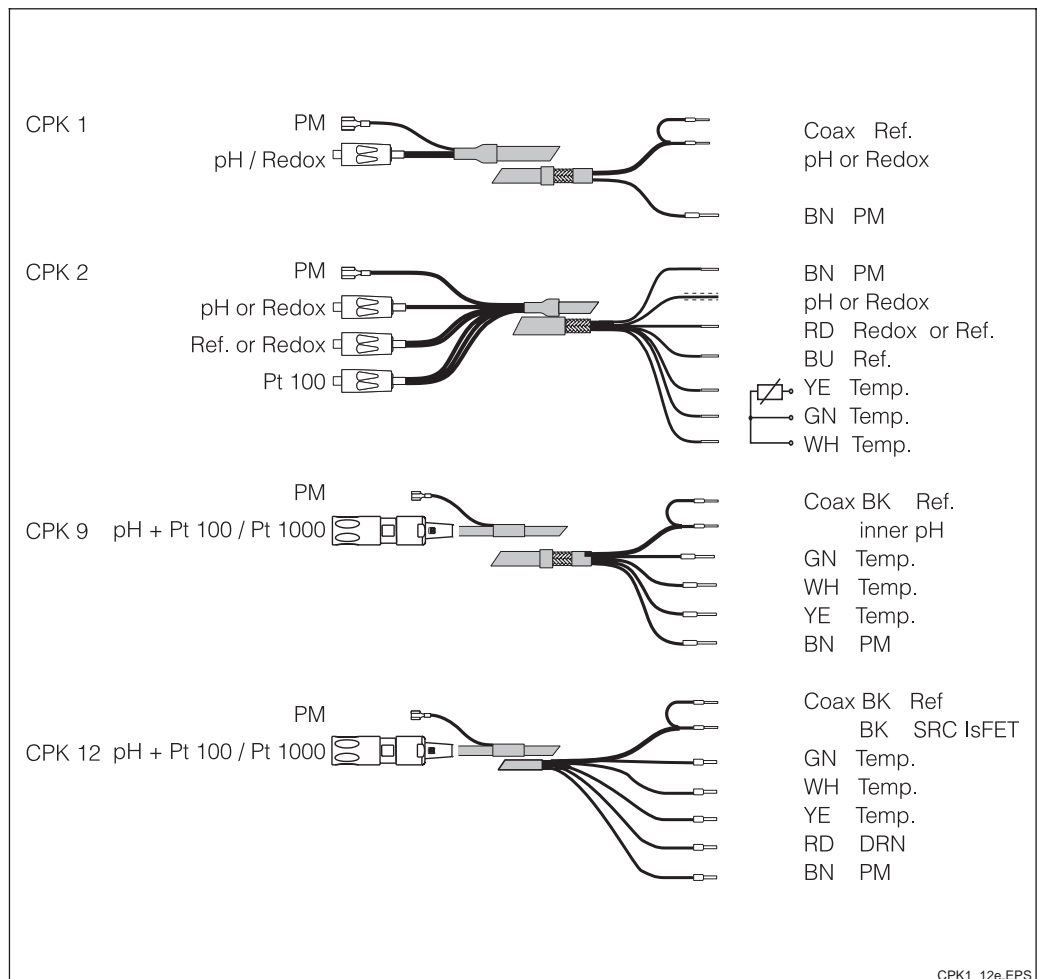 CPK 1
PM
pH / Redox
Coax Ref.
pH or Redox
BN PM
CPK 2
PM
pH or Redox
Ref. or Redox
Pt 100
BN PM
pH or Redox
RD Redox or Ref.
BU Ref.
YE Temp.
GN Temp.
WH Temp.
CPK 9
PM
pH + Pt 100 / Pt 1000
Coax BK Ref.
inner pH
GN Temp.
WH Temp.
YE Temp.
BN PM
CPK 12
PM
pH + Pt 100 / Pt 1000
Coax BK Ref
BK SRC IsFET
GN Temp.
WH Temp.
YE Temp.
RD DRN
BN PM
CPK1_12e.EPS